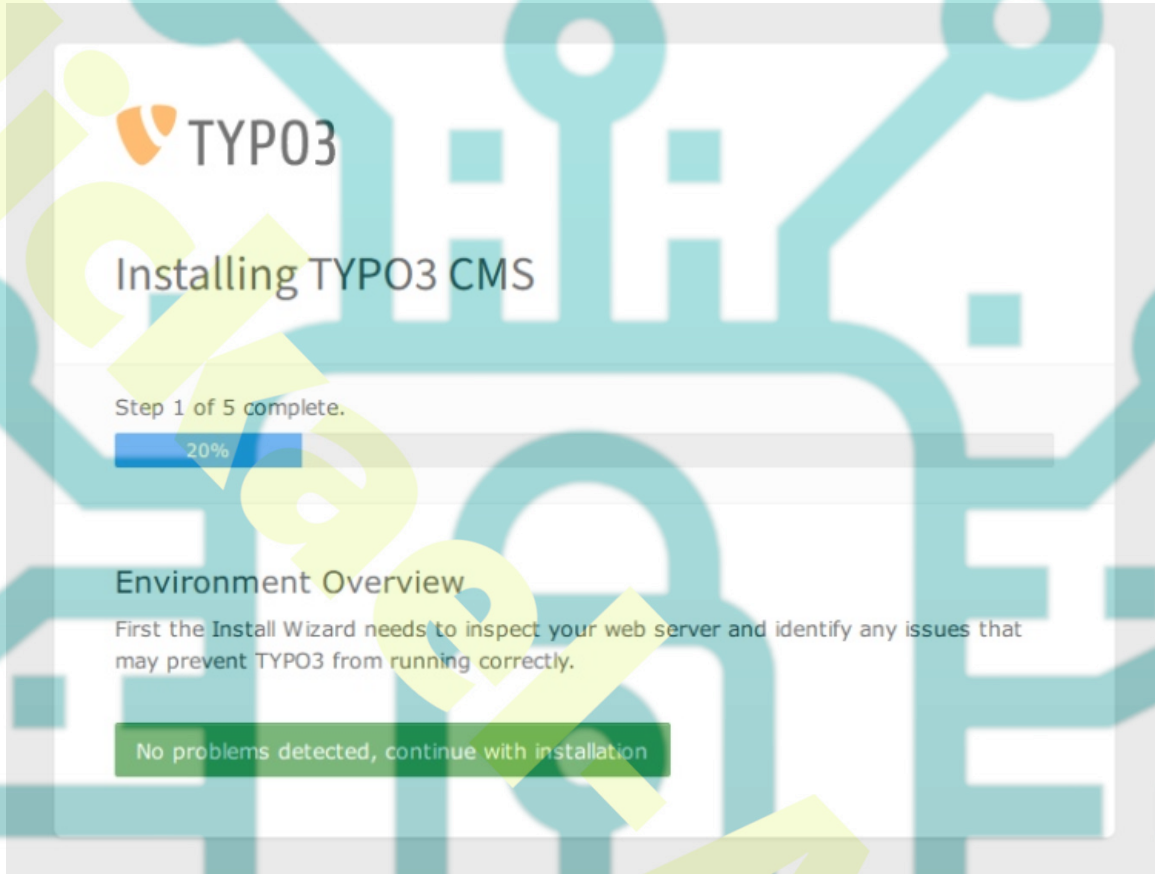 TYPO3
Installing TYPO3 CMS
Step 1 of 5 complete.
20%
Environment Overview
First the Install Wizard needs to inspect your web server and identify any issues that
may prevent TYPO3 from running correctly.
No problems detected, continue with installation